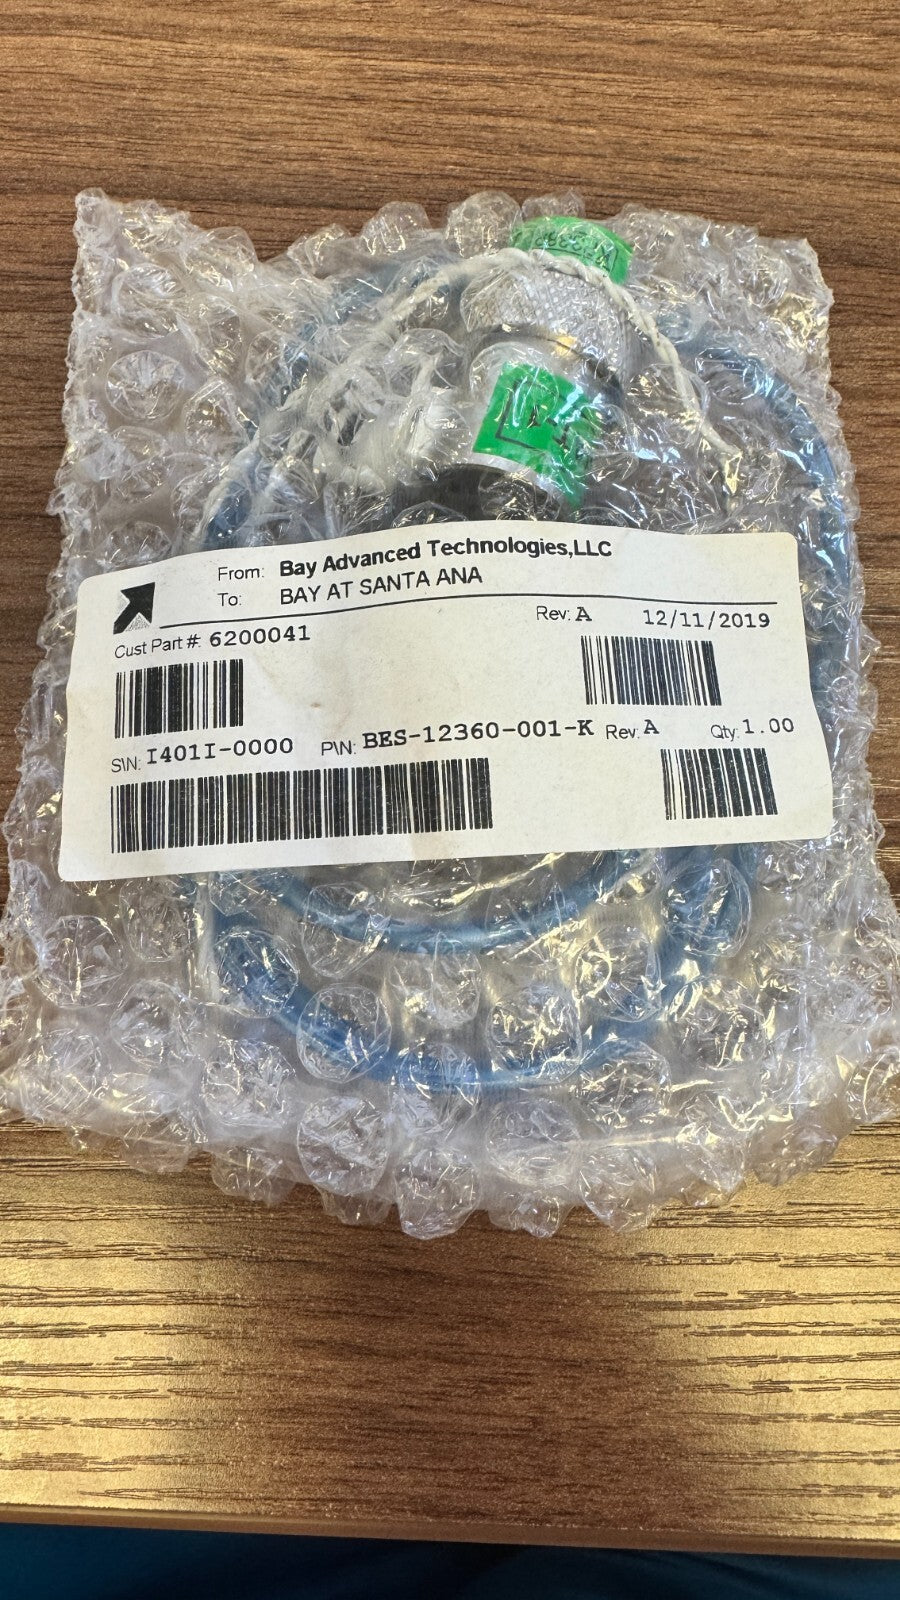 From: Bay Advanced Technologies,LLC
To: BAY AT SANTA ANA
Cust Part #: 6200041 Rev: A 12/11/2019
S\N: I401I-0000 P\N: BES-12360-001-K Rev: A Qty: 1.00